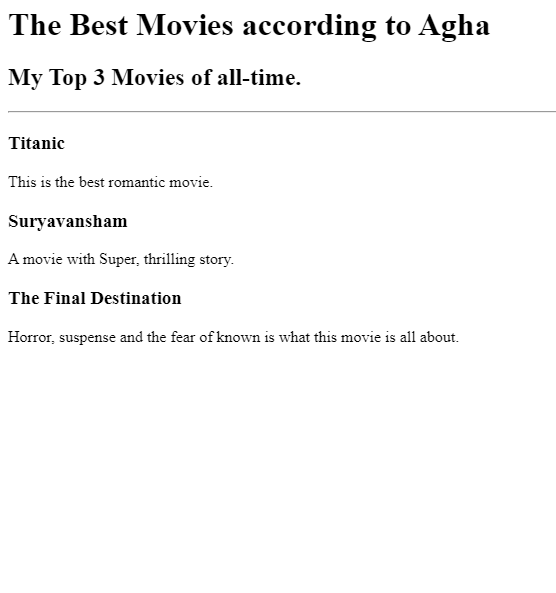 The Best Movies according to Agha
My Top 3 Movies of all-time.
Titanic
This is the best romantic movie.
Suryavansham
A movie with Super, thrilling story.
The Final Destination
Horror, suspense and the fear of known is what this movie is all about.